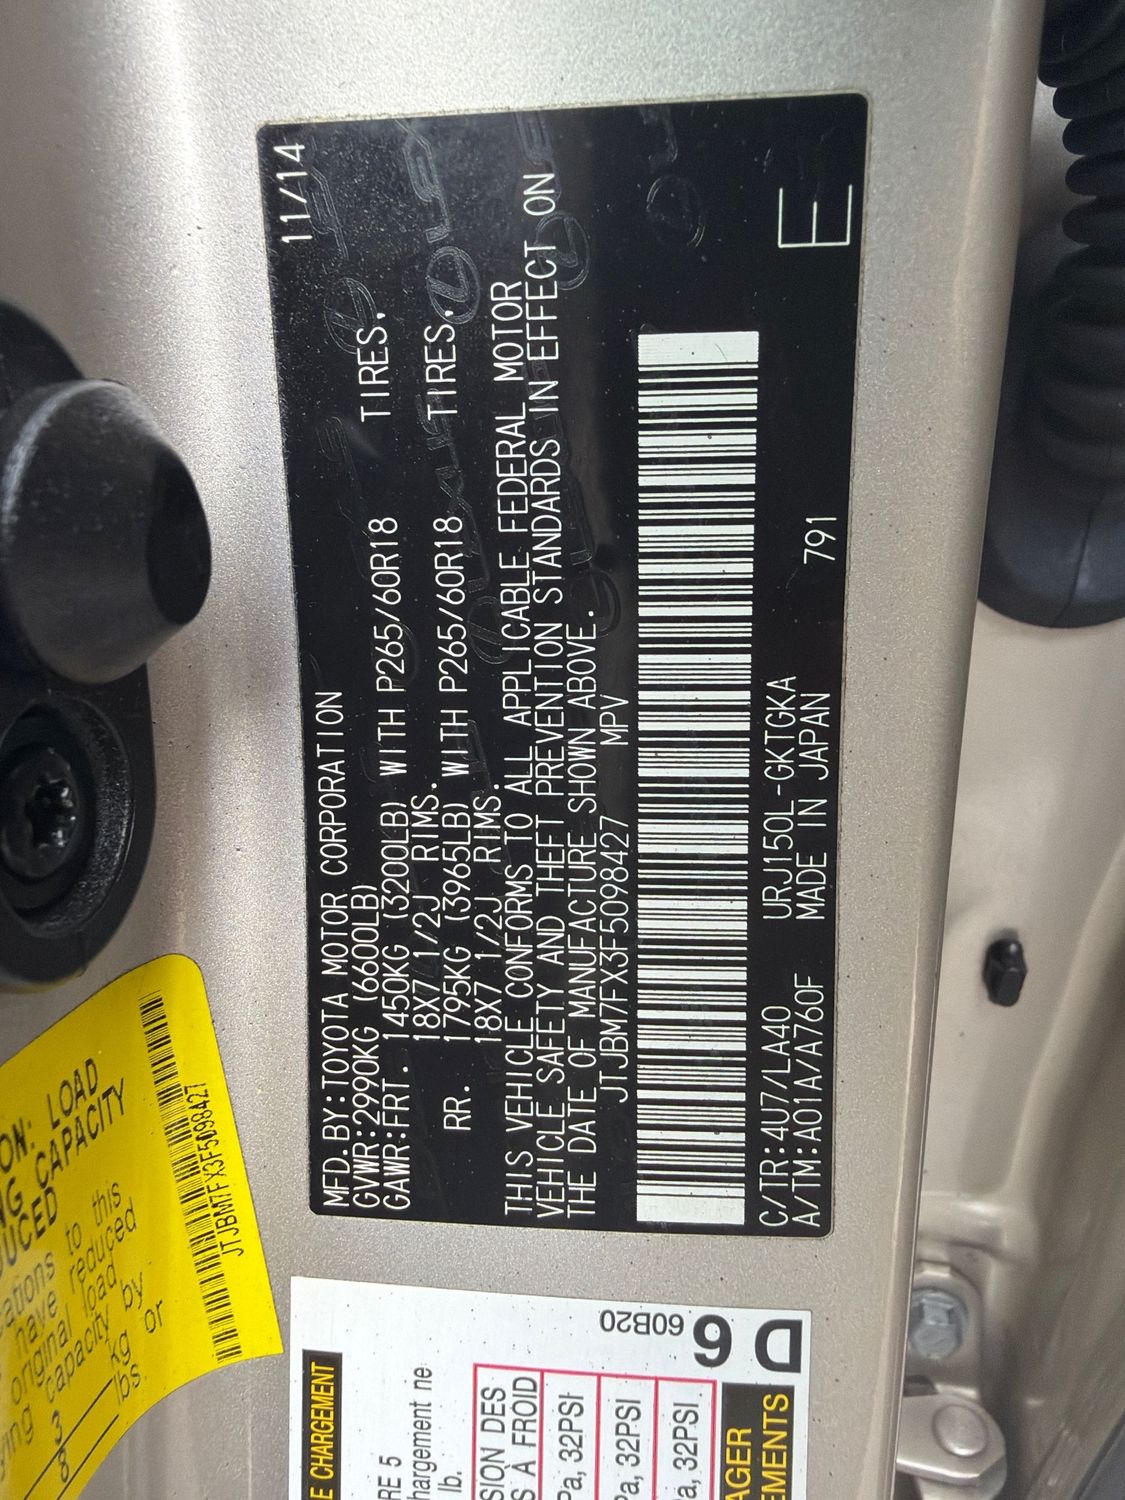 11/14
MFD.BY:TOYOTA MOTOR CORPORATION
GVWR:2990KG (6600LB)
GAWR:FRT. 1450KG (3200LB) WITH P265/60R18 TIRES.
18X7 1/2J RIMS.
RR. 1795KG (3965LB) WITH P265/60R18 TIRES.
18X7 1/2J RIMS.
THIS VEHICLE CONFORMS TO ALL APPLICABLE FEDERAL MOTOR
VEHICLE SAFETY AND THEFT PREVENTION STANDARDS IN EFFECT ON
THE DATE OF MANUFACTURE SHOWN ABOVE.
JTJBM7FX3F5098427 MPV
C/TR:4U7/LA40 URJ150L-GKTGKA
A/TM:A01A/A760F MADE IN JAPAN 791
E
ON: LOAD
NG CAPACITY
UCED
cations to this
have reduced
original load
capacity by
3 kg or
8 lbs
JTJBM7FX3F5098427
E CHARGEMENT
RE 5
hargement ne
lb.
SION DES
S À FROID
Pa, 32PSI
Pa, 32PSI
a, 32PSI
AGER
EMENTS
60B20
D 6